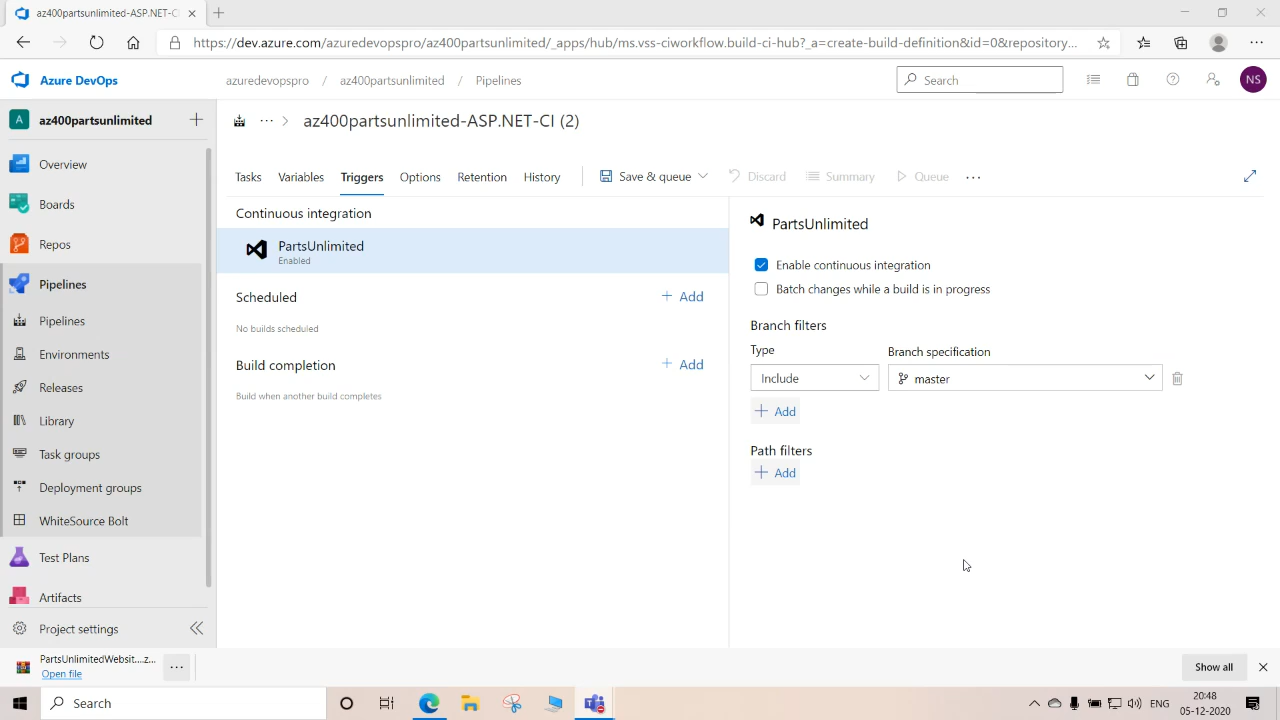 az400partsunlimited-ASP.NET-CI
https://dev.azure.com/azuredevopspro/az400partsunlimited/_apps/hub/ms.vss-ciworkflow.build-ci-hub?_a=create-build-definition&id=0&repository...
Azure DevOps
azuredevopspro / az400partsunlimited / Pipelines
Search
NS
A az400partsunlimited
az400partsunlimited-ASP.NET-CI (2)
Overview
Boards
Repos
Pipelines
Pipelines
Environments
Releases
Library
Task groups
Deployment groups
WhiteSource Bolt
Test Plans
Artifacts
Project settings
Tasks Variables Triggers Options Retention History Save & queue Discard Summary Queue ...
Continuous integration
PartsUnlimited
Enabled
Scheduled + Add
No builds scheduled
Build completion + Add
Build when another build completes
PartsUnlimited
Enable continuous integration
Batch changes while a build is in progress
Branch filters
Type Branch specification
Include master
+ Add
Path filters
+ Add
PartsUnlimitedWebsit...z...
Open file
...
Show all
Search
ENG
20:48
05-12-2020